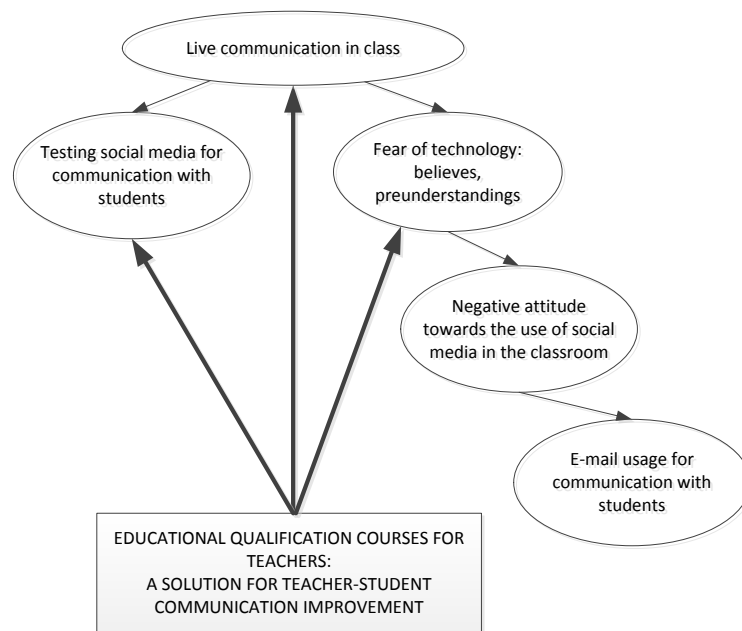 Live communication in class
Testing social media for
communication with
students
Fear of technology:
believes,
preunderstandings
Negative attitude
towards the use of social
media in the classroom
E-mail usage for
communication with
students
EDUCATIONAL QUALIFICATION COURSES FOR
TEACHERS:
A SOLUTION FOR TEACHER-STUDENT
COMMUNICATION IMPROVEMENT